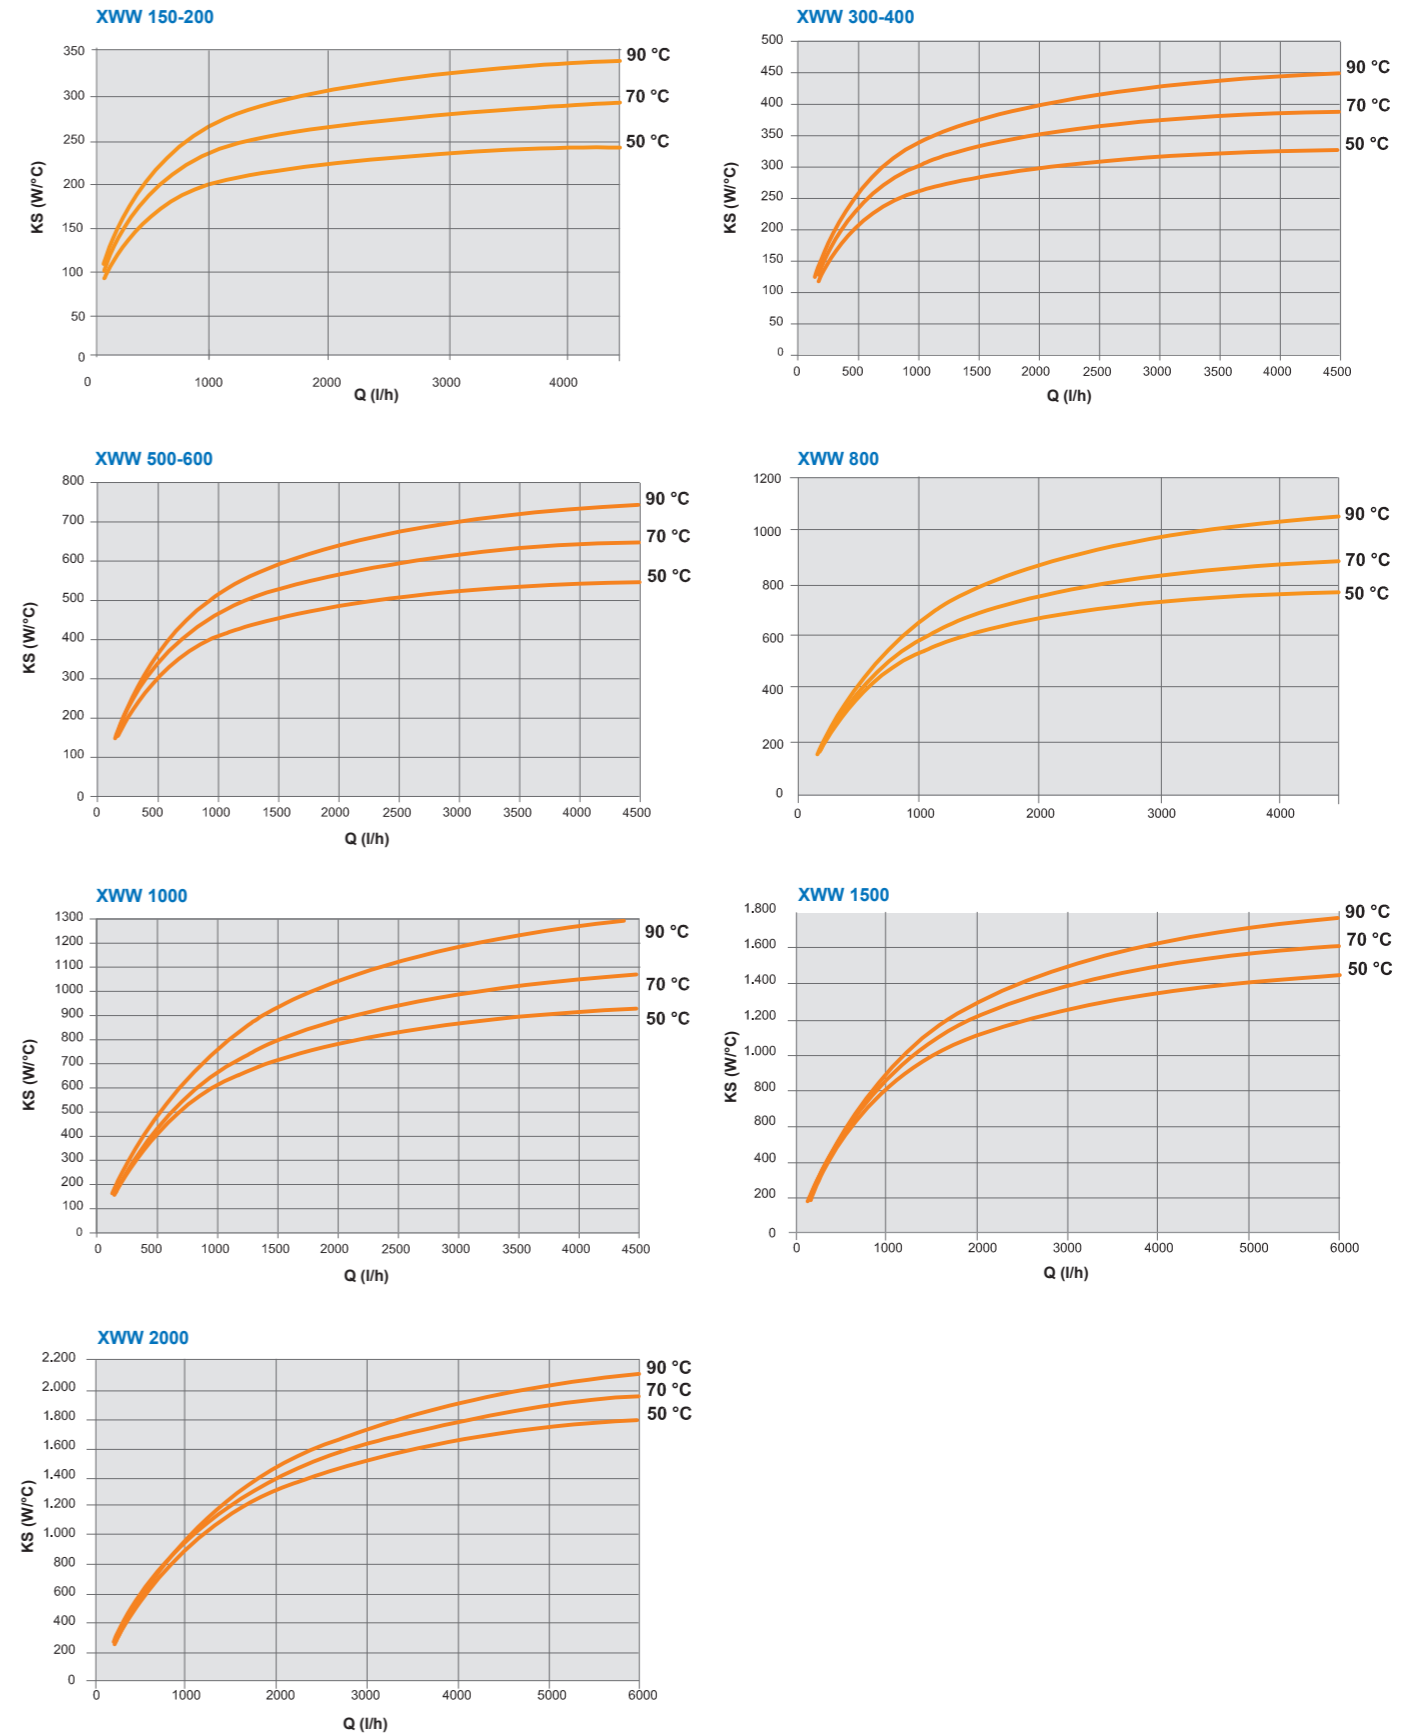 XWW 150-200
350
300
250
200
150
100
50
0
KS (W/°C)
90 °C
70 °C
50 °C
0 1000 2000 3000 4000
Q (l/h)
XWW 300-400
500
450
400
350
300
250
200
150
100
50
0
KS (W/°C)
90 °C
70 °C
50 °C
0 500 1000 1500 2000 2500 3000 3500 4000 4500
Q (l/h)
XWW 500-600
800
700
600
500
400
300
200
100
0
KS (W/°C)
90 °C
70 °C
50 °C
0 500 1000 1500 2000 2500 3000 3500 4000 4500
Q (l/h)
XWW 800
1200
1000
800
600
400
200
0
90 °C
70 °C
50 °C
0 1000 2000 3000 4000
XWW 1000
1300
1200
1100
1000
900
800
700
600
500
400
300
200
100
0
KS (W/°C)
90 °C
70 °C
50 °C
0 500 1000 1500 2000 2500 3000 3500 4000 4500
Q (l/h)
XWW 1500
1.800
1.600
1.400
1.200
1.000
800
800
400
200
0
KS (W/°C)
90 °C
70 °C
50 °C
0 1000 2000 3000 4000 5000 6000
Q (l/h)
XWW 2000
2.200
2.000
1.800
1.600
1.400
1.200
1.000
800
600
400
200
0
KS (W/°C)
90 °C
70 °C
50 °C
0 1000 2000 3000 4000 5000 6000
Q (l/h)